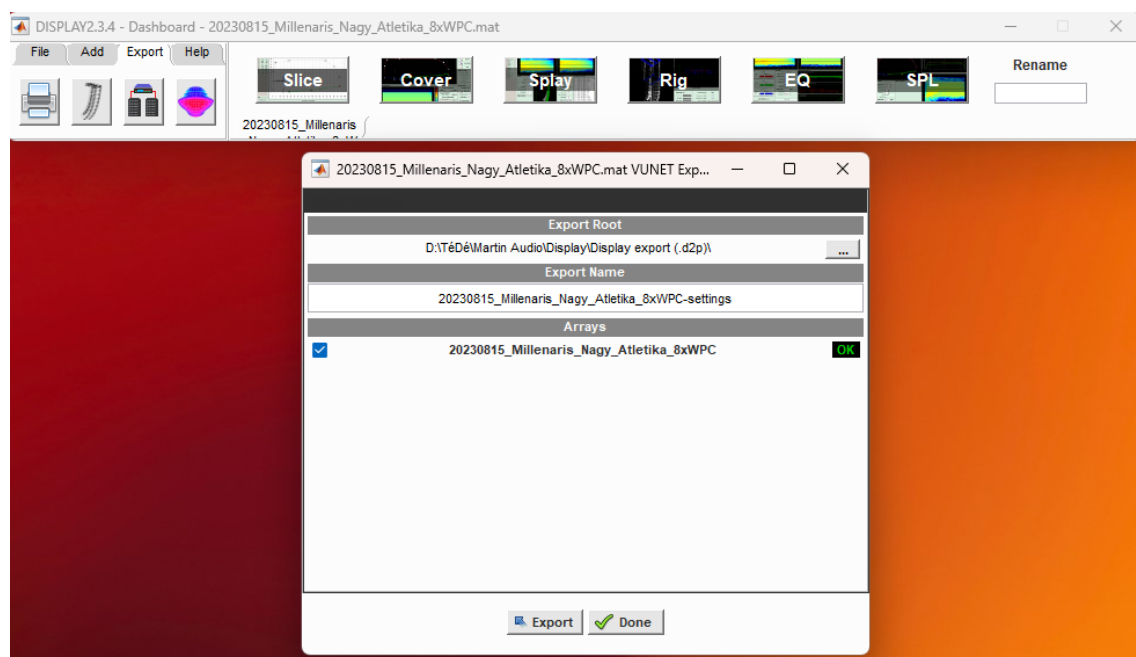 DISPLAY2.3.4 - Dashboard - 20230815_Millenaris_Nagy_Atletika_8xWPC.mat
File Add Export Help
Slice Cover Splay Rig EQ SPL
Rename
20230815_Millenaris
20230815_Millenaris_Nagy_Atletika_8xWPC.mat VUNET Exp...
Export Root
D:\TéDé\Martin Audio\Display\Display export (.d2p)\
...
Export Name
20230815_Millenaris_Nagy_Atletika_8xWPC-settings
Arrays
20230815_Millenaris_Nagy_Atletika_8xWPC OK
Export Done